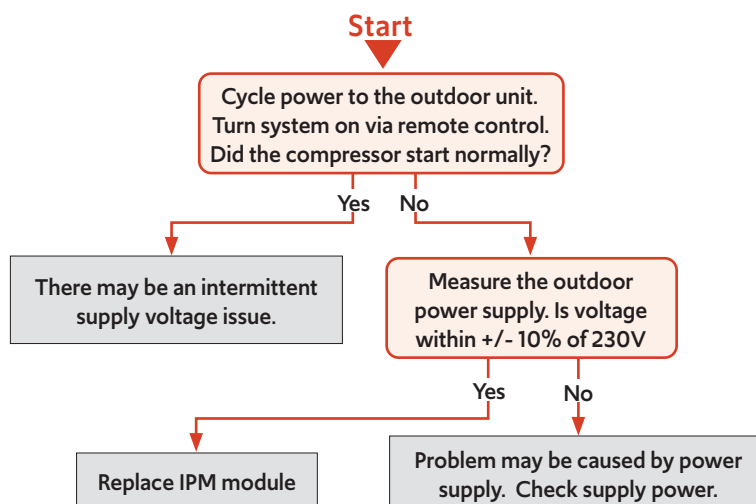 Start
Cycle power to the outdoor unit.
Turn system on via remote control.
Did the compressor start normally?
Yes No
There may be an intermittent
supply voltage issue.
Measure the outdoor
power supply. Is voltage
within +/- 10% of 230V
Yes No
Replace IPM module
Problem may be caused by power
supply. Check supply power.